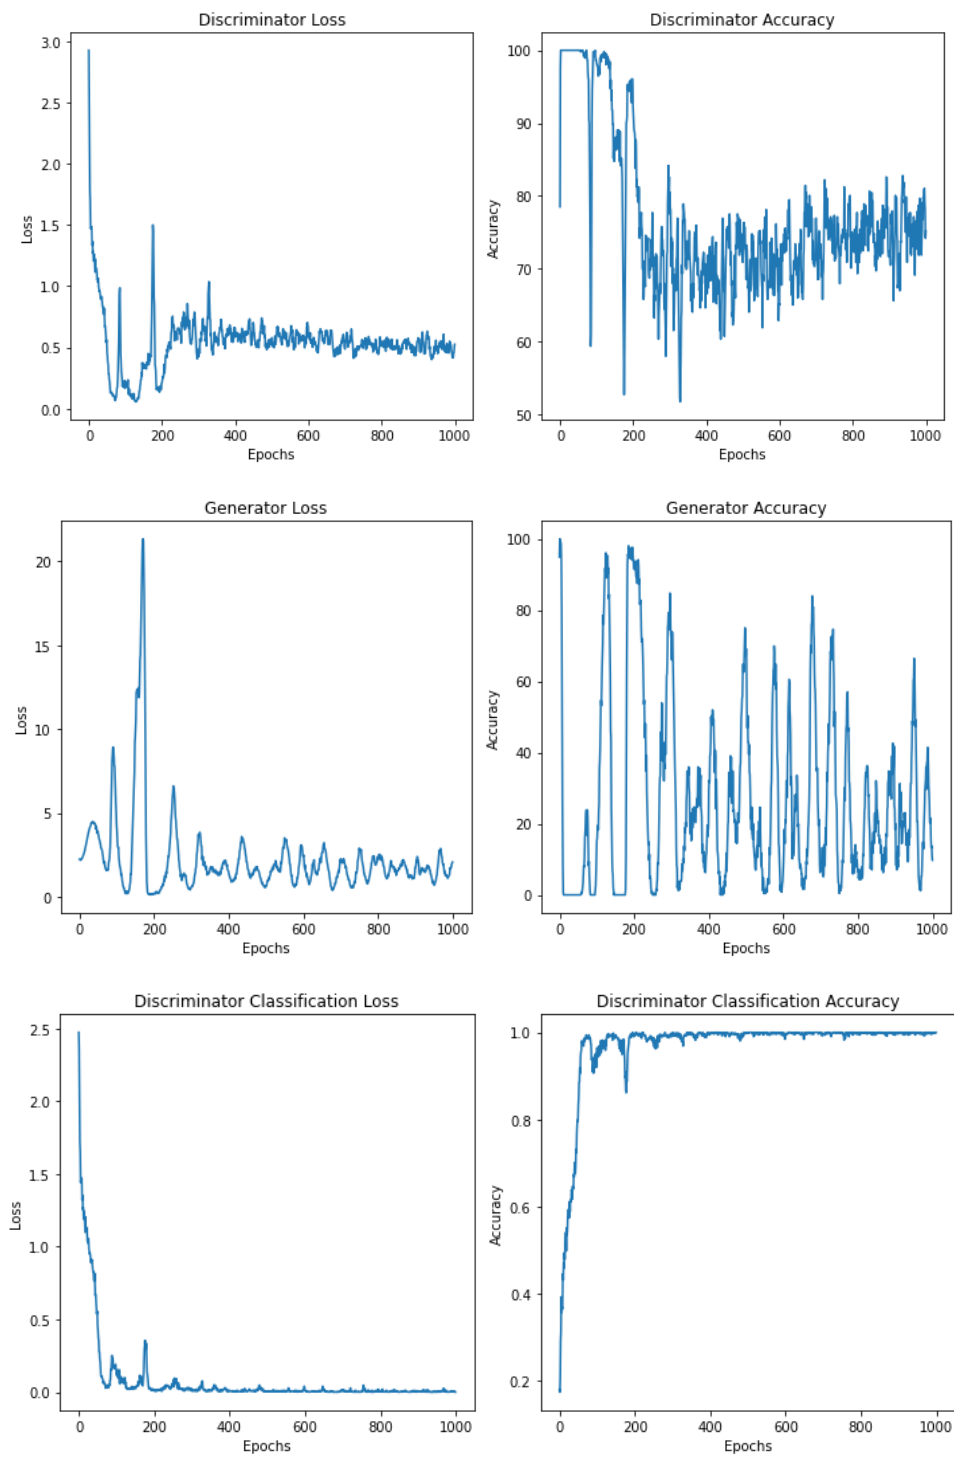 Discriminator Loss
3.0
2.5
2.0
1.5
1.0
0.5
0.0
Loss
0 200 400 600 800 1000
Epochs
Discriminator Accuracy
100
90
80
70
60
50
Accuracy
0 200 400 600 800 1000
Epochs
Generator Loss
20
15
10
5
0
Loss
0 200 400 600 800 1000
Epochs
Generator Accuracy
100
80
60
40
20
0
Accuracy
0 200 400 600 800 1000
Epochs
Discriminator Classification Loss
2.5
2.0
1.5
1.0
0.5
0.0
Loss
0 200 400 600 800 1000
Epochs
Discriminator Classification Accuracy
1.0
0.8
0.6
0.4
0.2
Accuracy
0 200 400 600 800 1000
Epochs